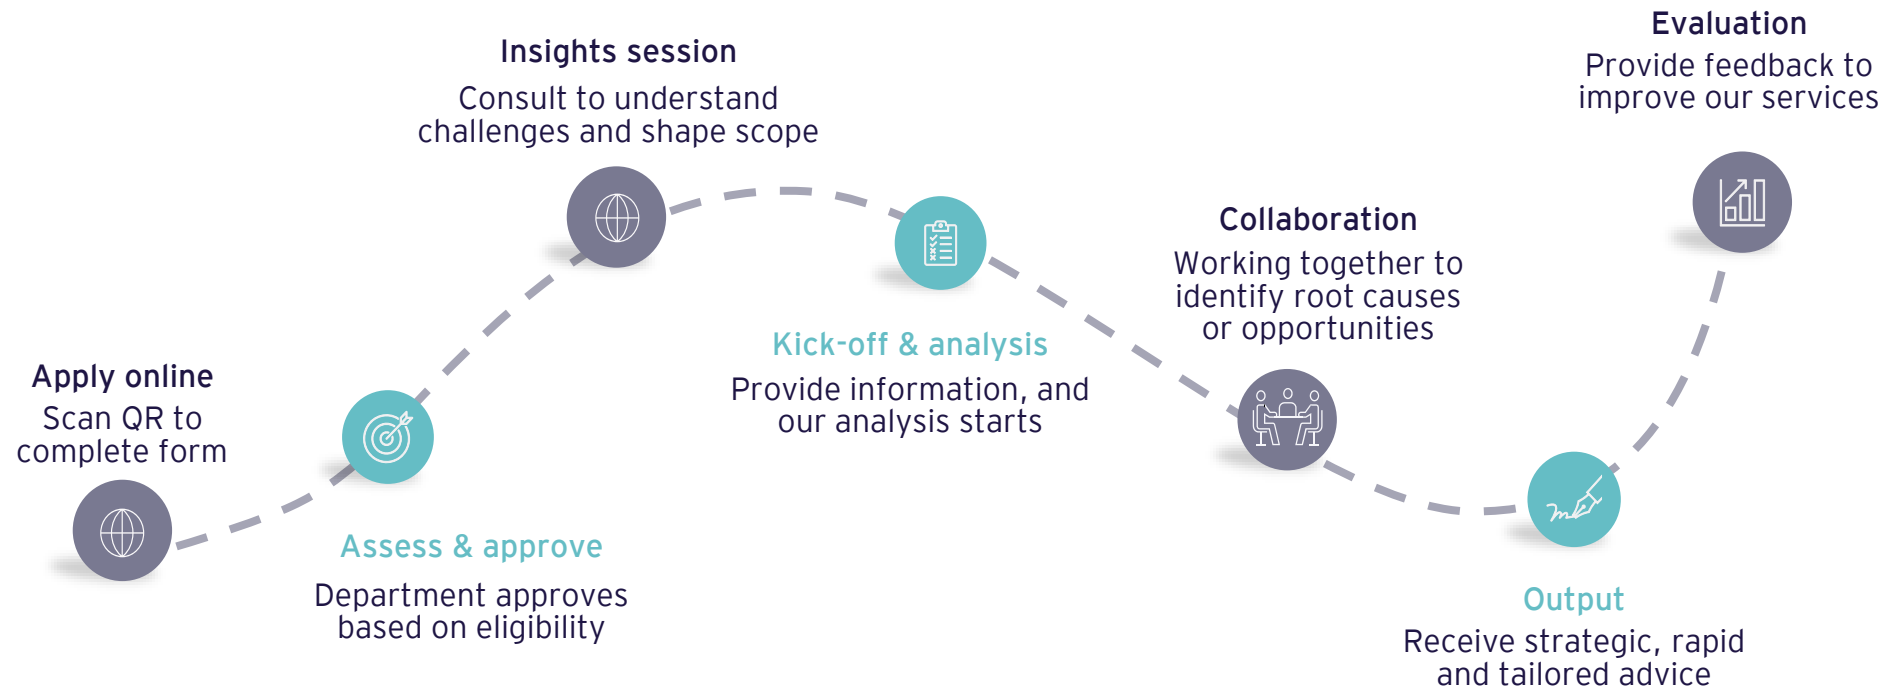 Apply online
Scan QR to
complete form
Assess & approve
Department approves
based on eligibility
Insights session
Consult to understand
challenges and shape scope
Kick-off & analysis
Provide information, and
our analysis starts
Collaboration
Working together to
identify root causes
or opportunities
Output
Receive strategic, rapid
and tailored advice
Evaluation
Provide feedback to
improve our services